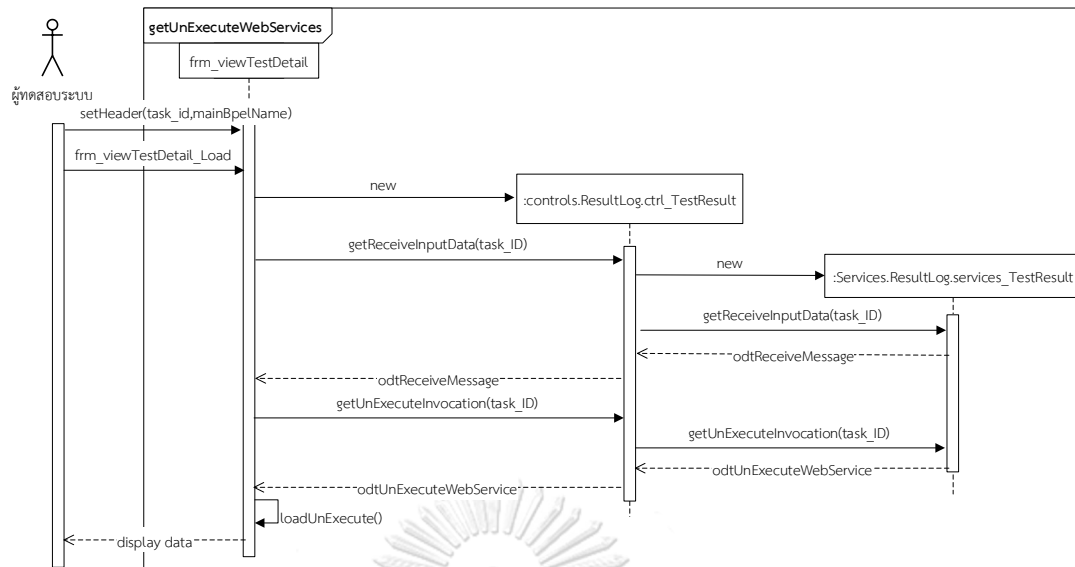 getUnExecuteWebServices
frm_viewTestDetail
ผู้ทดสอบระบบ
setHeader(task_id,mainBpelName)
frm_viewTestDetail_Load
new
:controls.ResultLog.ctrl_TestResult
getReceiveInputData(task_ID)
new
:Services.ResultLog.services_TestResult
getReceiveInputData(task_ID)
odtReceiveMessage
odtReceiveMessage
getUnExecuteInvocation(task_ID)
getUnExecuteInvocation(task_ID)
odtUnExecuteWebService
odtUnExecuteWebService
loadUnExecute()
display data